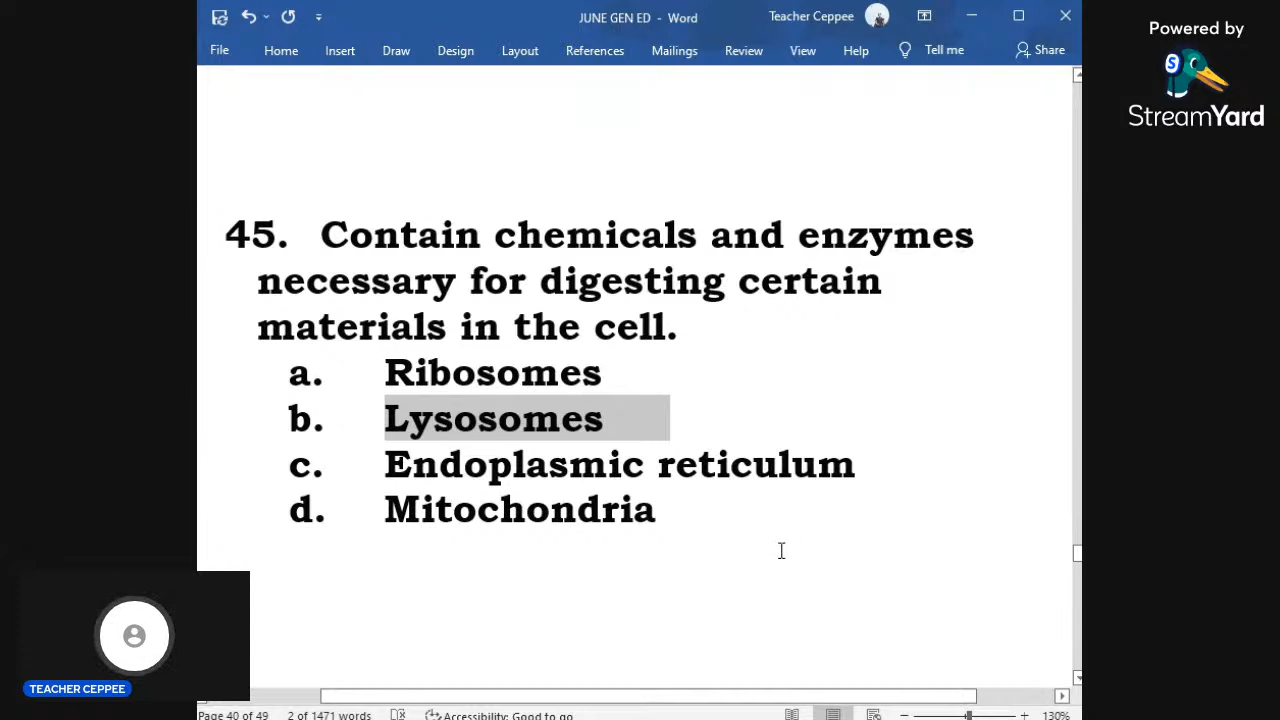 JUNE GEN ED - Word
Teacher Ceppee
File Home Insert Draw Design Layout References Mailings Review View Help Tell me Share
Powered by
S
StreamYard
45. Contain chemicals and enzymes
necessary for digesting certain
materials in the cell.
a. Ribosomes
b. Lysosomes
c. Endoplasmic reticulum
d. Mitochondria
TEACHER CEPPEE
Page 40 of 49 2 of 1471 words Accessibility: Good to go 130%